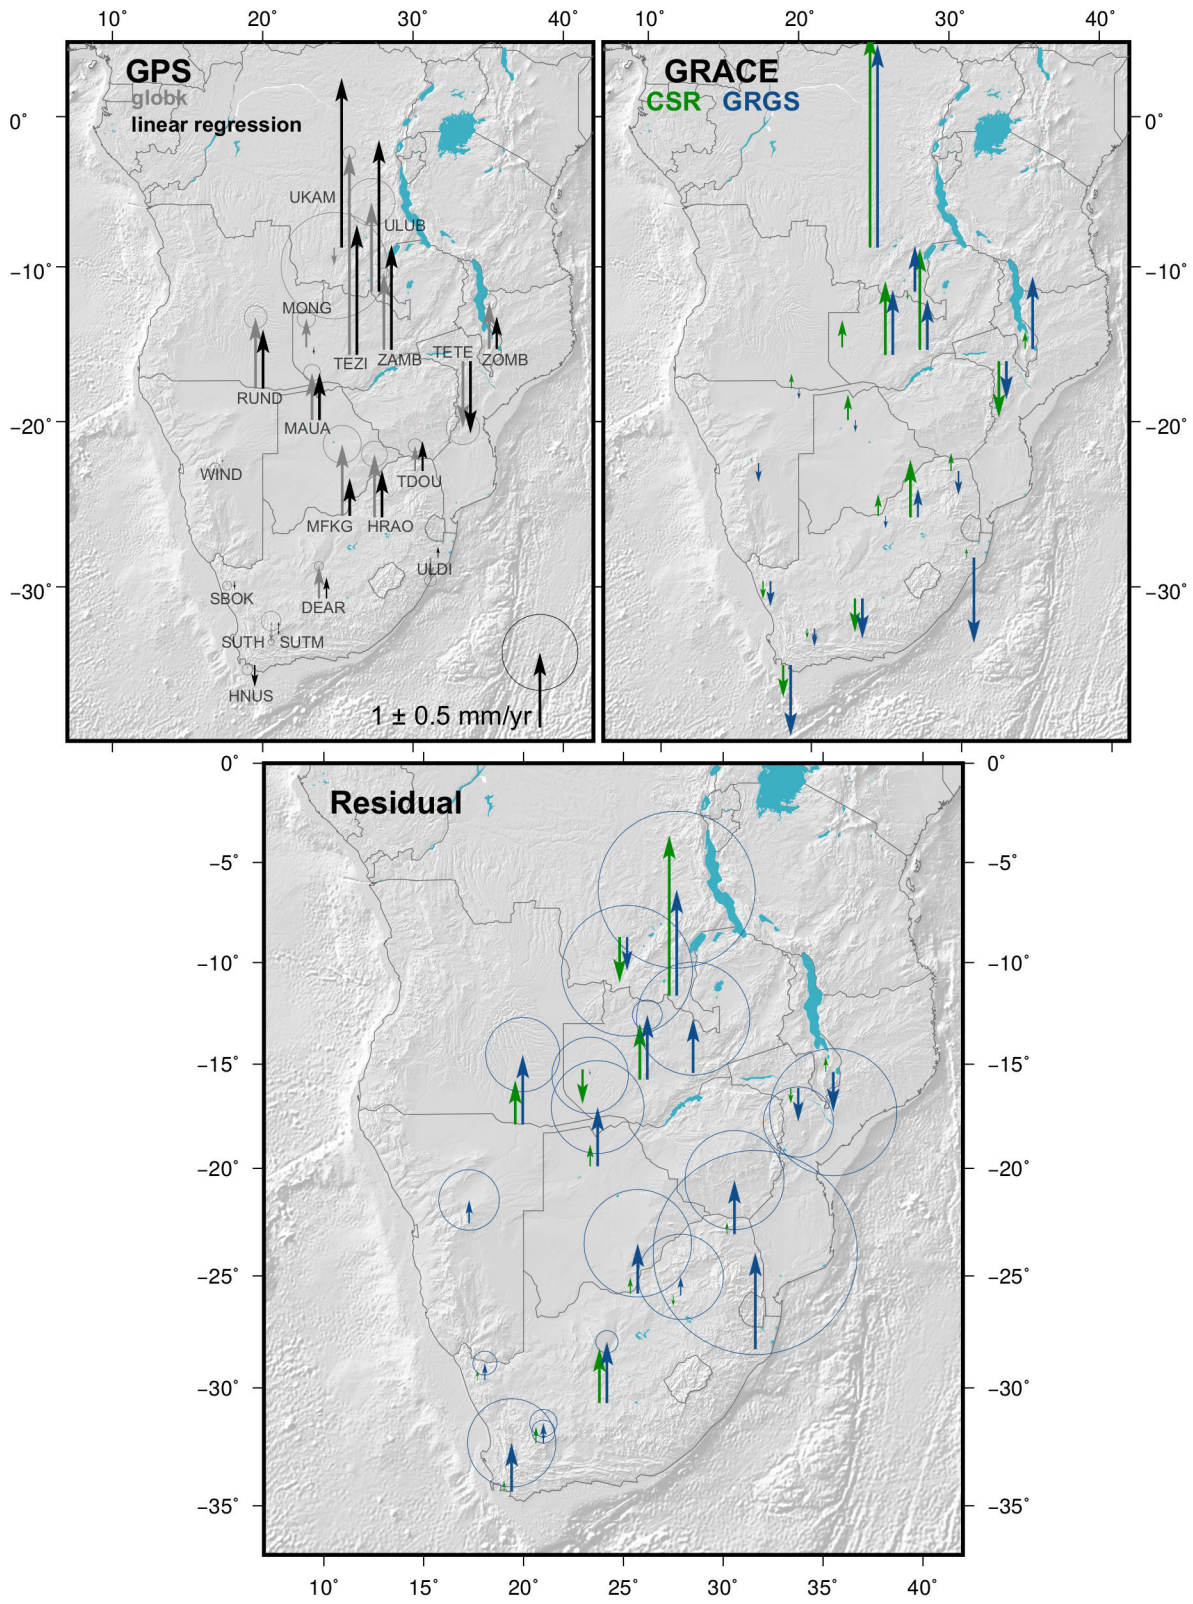 10° 20° 30° 40° 20° 30° 40°
GPS GRACE
globk CSR GRGS
linear regression
0° 0°
UKAM
ULUB
−10° −10°
MONG
TEZI ZAMB TETE ZOMB
RUND
MAUA
−20° −20°
WIND TDOU
MFKG HRAO
ULDI
−30° −30°
SBOK DEAR
SUTH SUTM
HNUS
1 ± 0.5 mm/yr
0° 0°
Residual
−5° −5°
−10° −10°
−15° −15°
−20° −20°
−25° −25°
−30° −30°
−35° −35°
10° 15° 20° 25° 30° 35° 40°